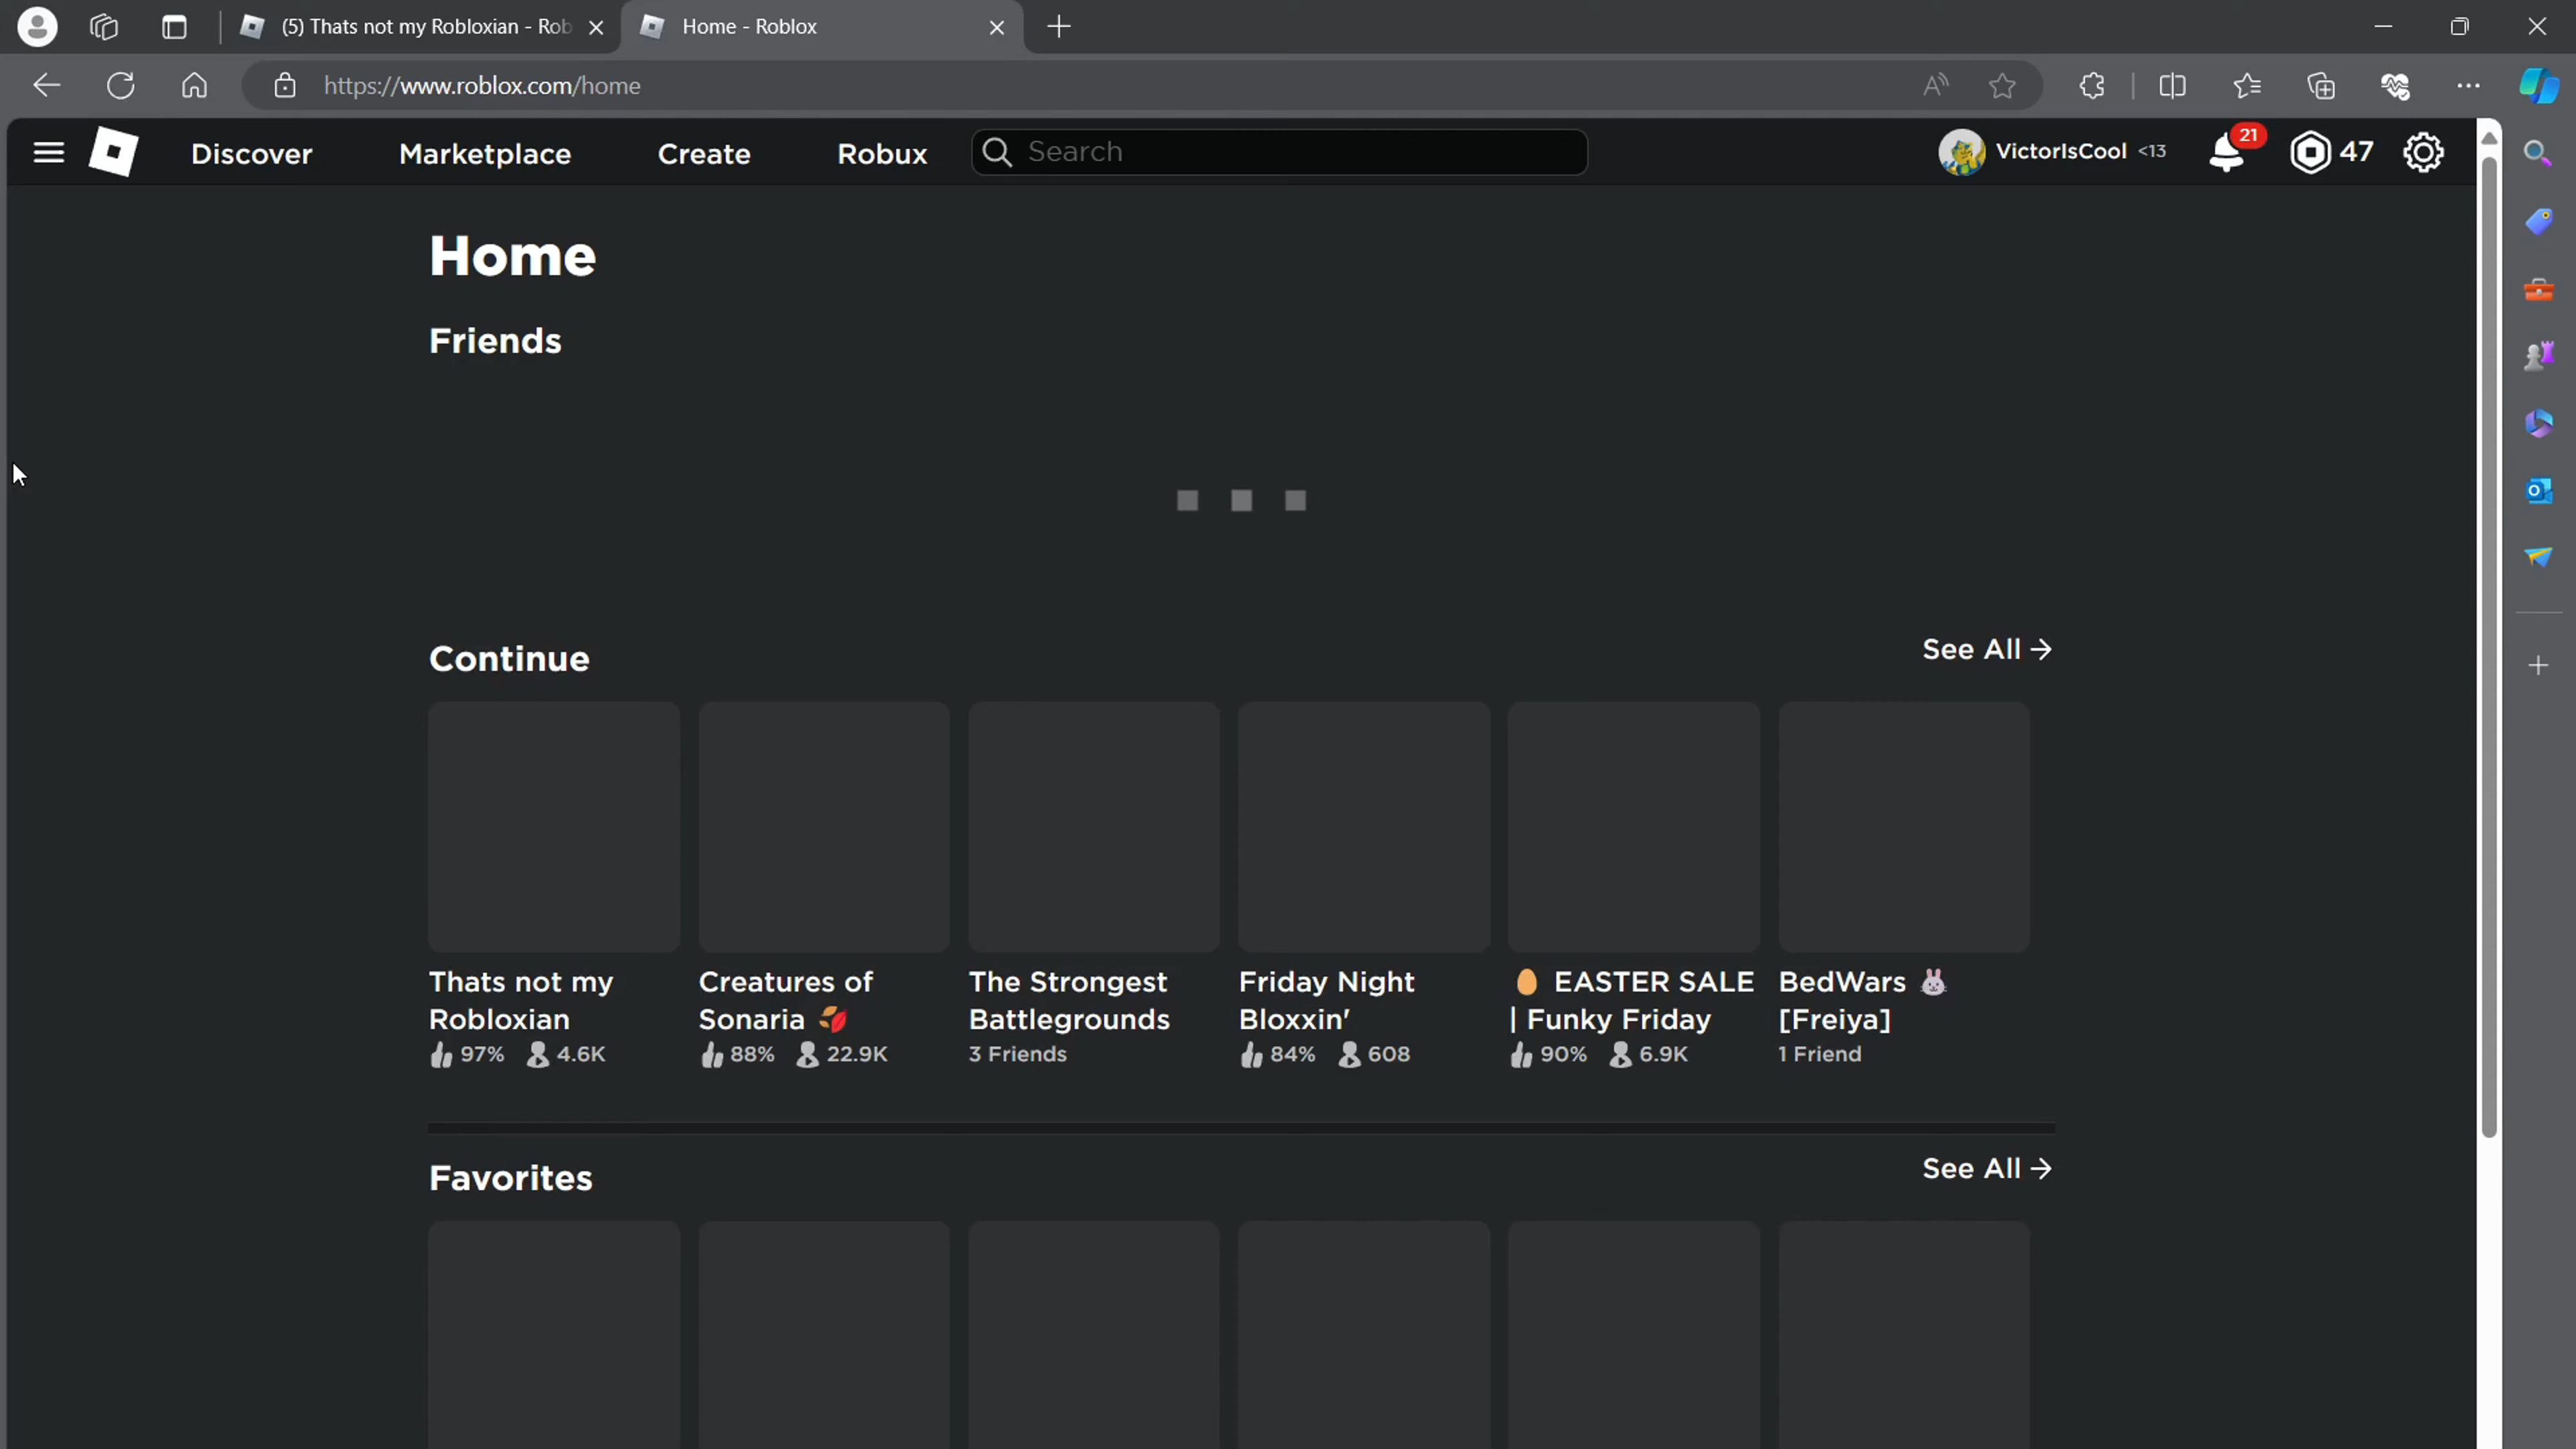 (5) Thats not my Robloxian - Rob
Home - Roblox
https://www.roblox.com/home
Discover
Marketplace
Create
Robux
Search
VictorIsCool <13
21
47
Home
Friends
Continue
See All →
Thats not my
Robloxian
97% 4.6K
Creatures of
Sonaria 🍂
88% 22.9K
The Strongest
Battlegrounds
3 Friends
Friday Night
Bloxxin'
84% 608
🥚 EASTER SALE
| Funky Friday
90% 6.9K
BedWars 🐰
[Freiya]
1 Friend
Favorites
See All →